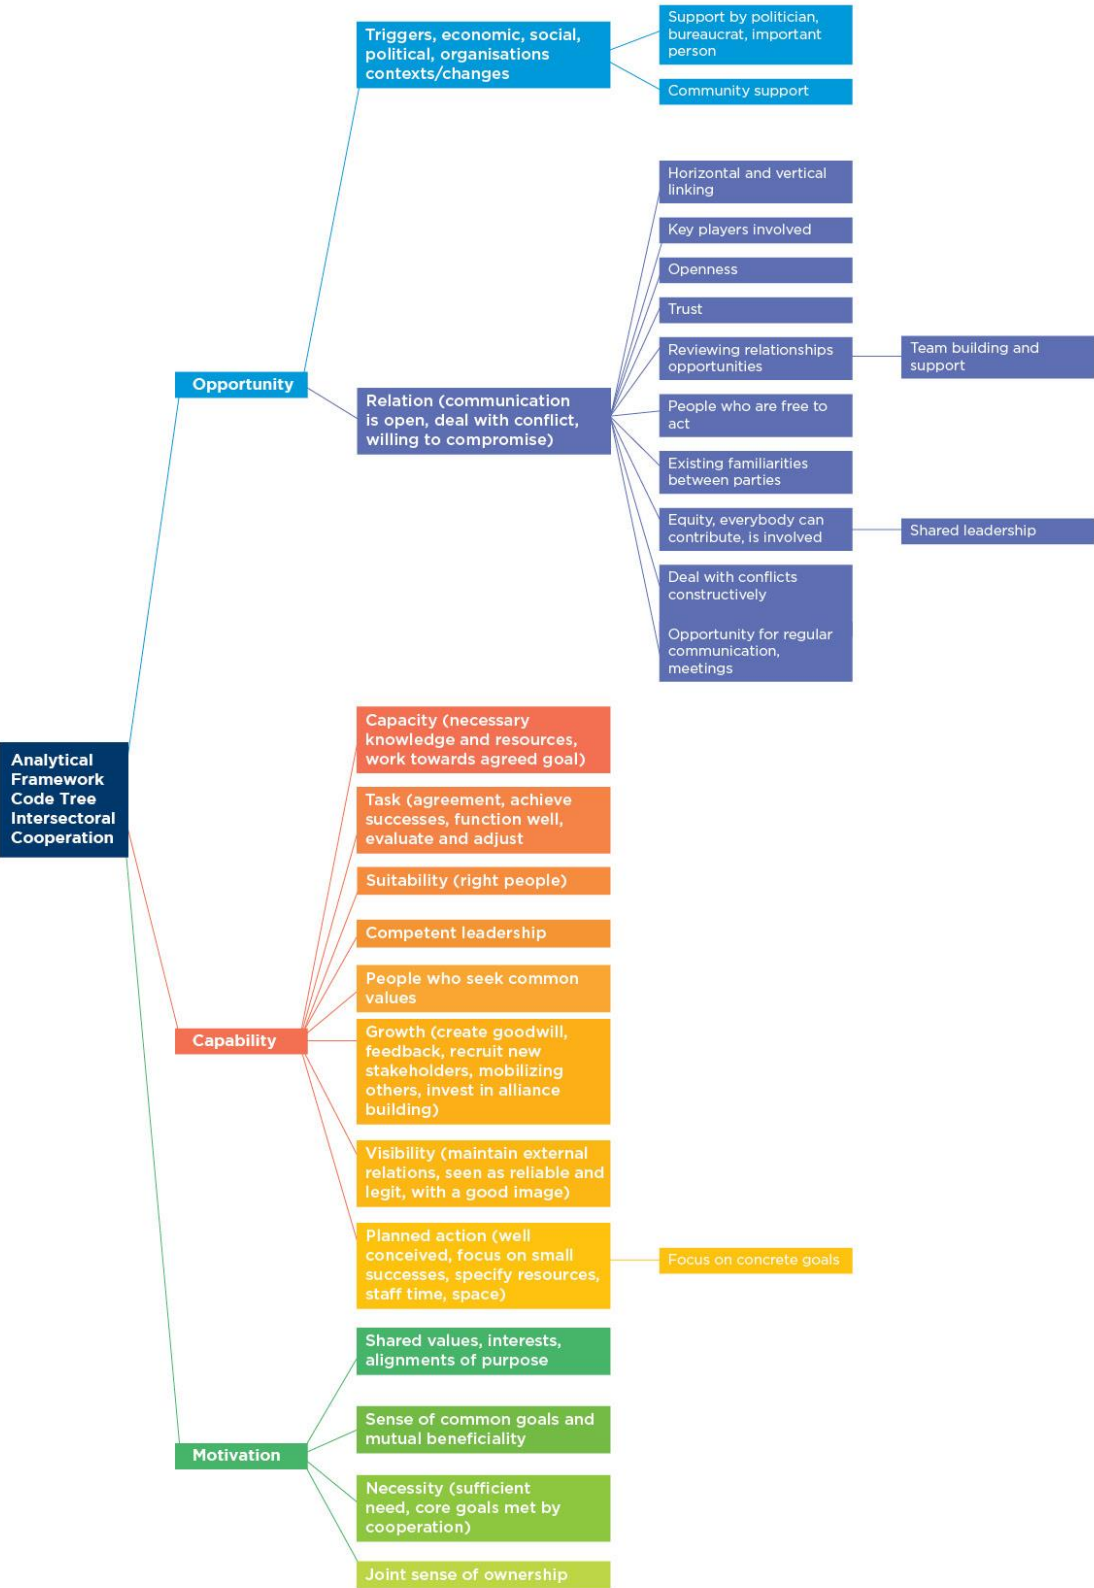 Analytical
Framework
Code Tree
Intersectoral
Cooperation
Opportunity
Triggers, economic, social,
political, organisations
contexts/changes
Support by politician,
bureaucrat, important
person
Community support
Relation (communication
is open, deal with conflict,
willing to compromise)
Horizontal and vertical
linking
Key players involved
Openness
Trust
Reviewing relationships
opportunities
Team building and
support
People who are free to
act
Existing familiarities
between parties
Equity, everybody can
contribute, is involved
Shared leadership
Deal with conflicts
constructively
Opportunity for regular
communication,
meetings
Capability
Capacity (necessary
knowledge and resources,
work towards agreed goal)
Task (agreement, achieve
successes, function well,
evaluate and adjust
Suitability (right people)
Competent leadership
People who seek common
values
Growth (create goodwill,
feedback, recruit new
stakeholders, mobilizing
others, invest in alliance
building)
Visibility (maintain external
relations, seen as reliable and
legit, with a good image)
Planned action (well
conceived, focus on small
successes, specify resources,
staff time, space)
Focus on concrete goals
Motivation
Shared values, interests,
alignments of purpose
Sense of common goals and
mutual beneficiality
Necessity (sufficient
need, core goals met by
cooperation)
Joint sense of ownership